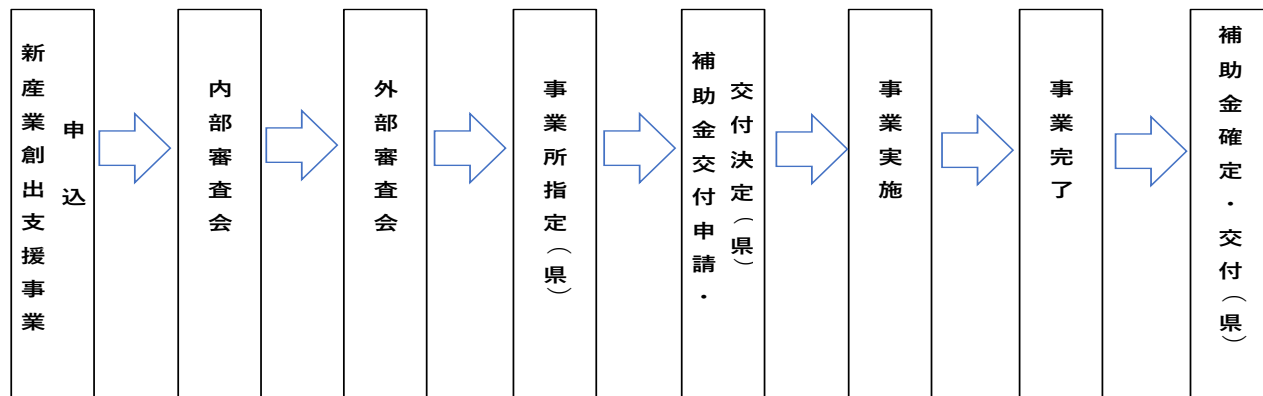 新産業創出支援事業
申込
内部審査会
外部審査会
事業所指定（県）
補助金交付申請・
交付決定（県）
事業実施
事業完了
補助金確定・交付（県）